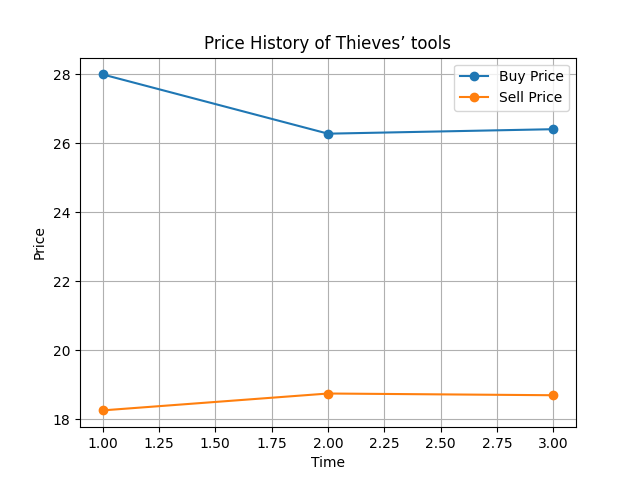 Price History of Thieves’ tools
Buy Price
Sell Price
28
26
24
22
20
18
Price
1.00 1.25 1.50 1.75 2.00 2.25 2.50 2.75 3.00
Time